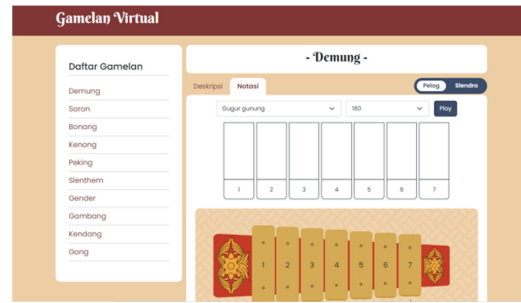 Gamelan Virtual
Daftar Gamelan
Demung
Saron
Bonang
Kenong
Peking
Slenthem
Gender
Gambang
Kendang
Gong
- Demung -
Deskripsi Notasi
Pelog Slendro
Gugur gunung 180 Play
1 2 3 4 5 6 7
1 2 3 4 5 6 7